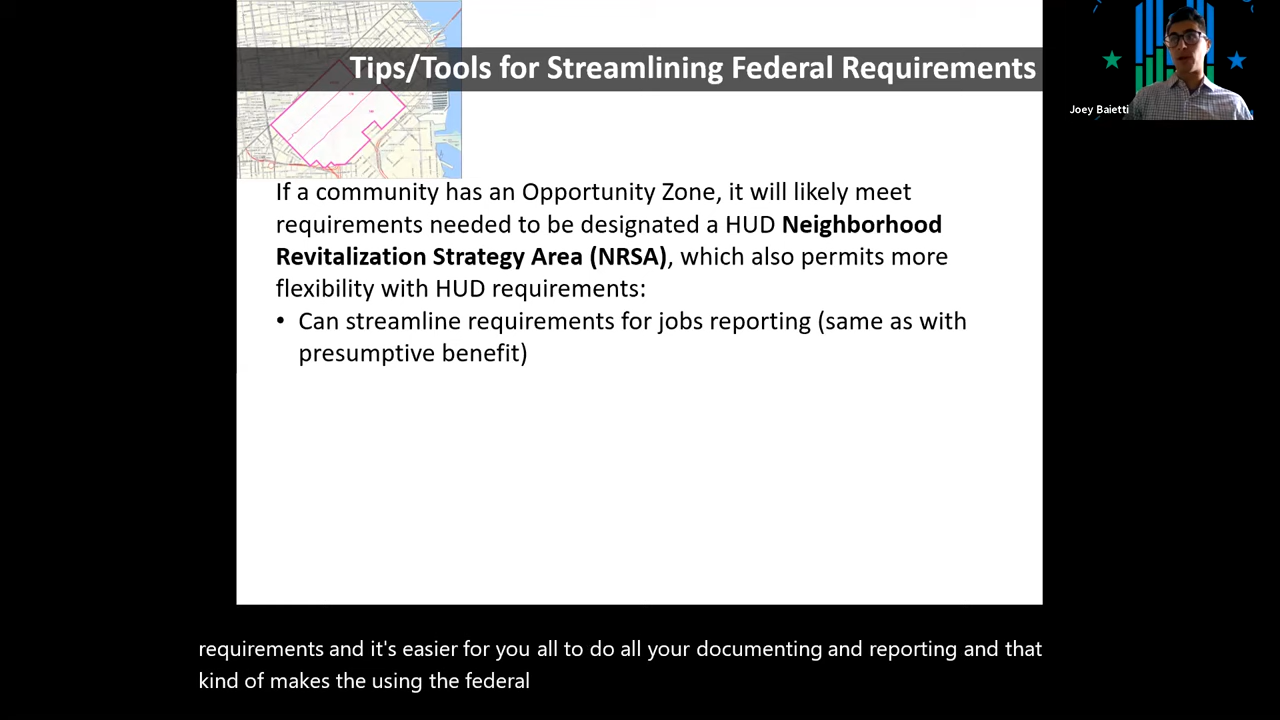 Tips/Tools for Streamlining Federal Requirements
Joey Baietti
If a community has an Opportunity Zone, it will likely meet
requirements needed to be designated a HUD Neighborhood
Revitalization Strategy Area (NRSA), which also permits more
flexibility with HUD requirements:
• Can streamline requirements for jobs reporting (same as with
presumptive benefit)
requirements and it's easier for you all to do all your documenting and reporting and that
kind of makes the using the federal